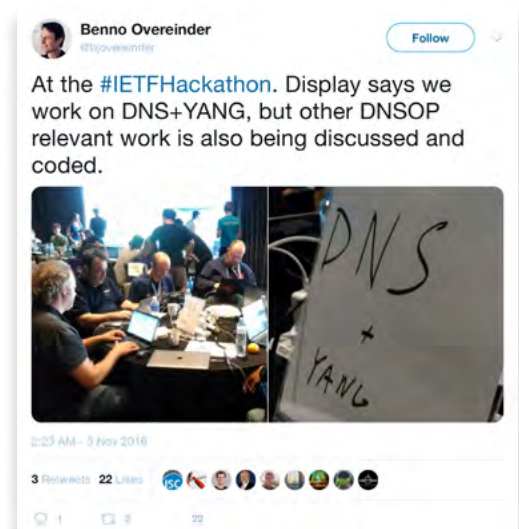 Benno Overeinder
@bjovereinder
Follow
At the #IETFHackathon. Display says we
work on DNS+YANG, but other DNSOP
relevant work is also being discussed and
coded.
DNS
+
YANG
2:23 AM - 3 Nov 2018
3 Retweets 22 Likes
ISC
1 3 22